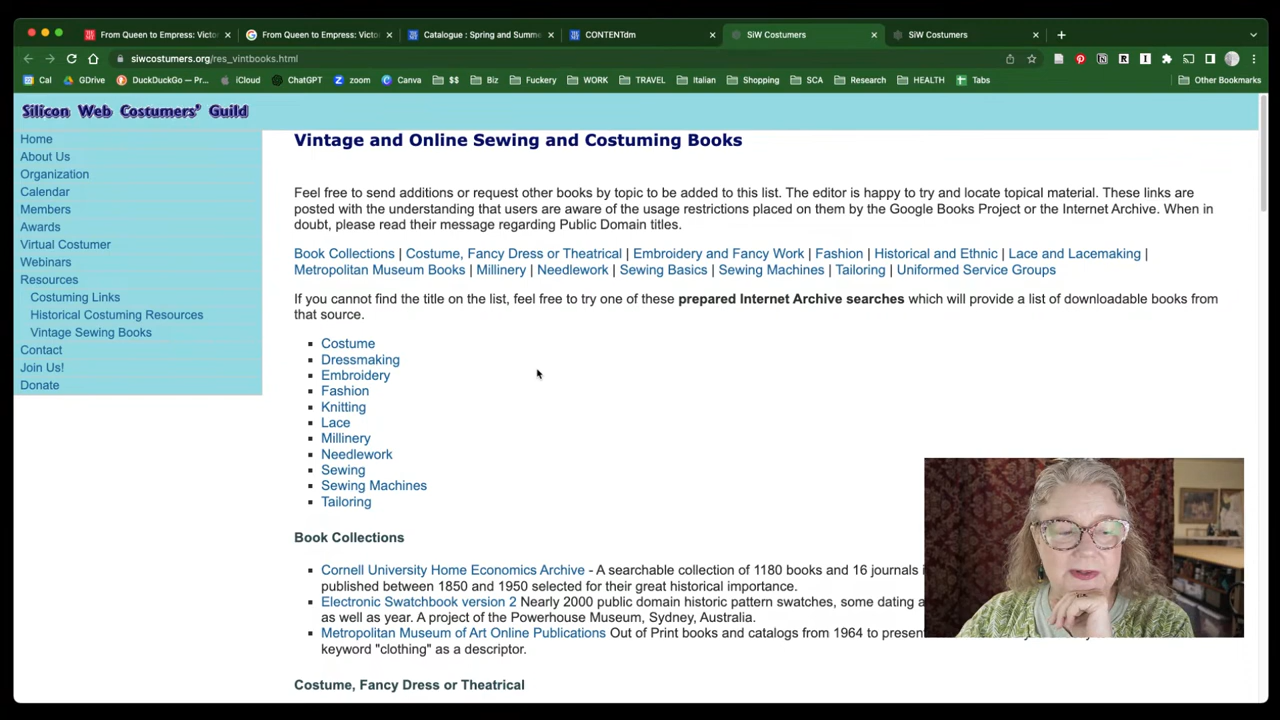 From Queen to Empress: Victo
From Queen to Empress: Victo
Catalogue : Spring and Summe
CONTENTdm
SiW Costumers
SiW Costumers
siwcostumers.org/res_vintbooks.html
Cal
GDrive
DuckDuckGo — Pr...
iCloud
ChatGPT
zoom
Canva
$$
Biz
Fuckery
WORK
TRAVEL
Italian
Shopping
SCA
Research
HEALTH
Tabs
Other Bookmarks
Silicon Web Costumers' Guild
Home
About Us
Organization
Calendar
Members
Awards
Virtual Costumer
Webinars
Resources
Costuming Links
Historical Costuming Resources
Vintage Sewing Books
Contact
Join Us!
Donate
Vintage and Online Sewing and Costuming Books
Feel free to send additions or request other books by topic to be added to this list. The editor is happy to try and locate topical material. These links are
posted with the understanding that users are aware of the usage restrictions placed on them by the Google Books Project or the Internet Archive. When in
doubt, please read their message regarding Public Domain titles.
Book Collections | Costume, Fancy Dress or Theatrical | Embroidery and Fancy Work | Fashion | Historical and Ethnic | Lace and Lacemaking |
Metropolitan Museum Books | Millinery | Needlework | Sewing Basics | Sewing Machines | Tailoring | Uniformed Service Groups
If you cannot find the title on the list, feel free to try one of these prepared Internet Archive searches which will provide a list of downloadable books from
that source.
Costume
Dressmaking
Embroidery
Fashion
Knitting
Lace
Millinery
Needlework
Sewing
Sewing Machines
Tailoring
Book Collections
Cornell University Home Economics Archive - A searchable collection of 1180 books and 16 journals
published between 1850 and 1950 selected for their great historical importance.
Electronic Swatchbook version 2 Nearly 2000 public domain historic pattern swatches, some dating
as well as year. A project of the Powerhouse Museum, Sydney, Australia.
Metropolitan Museum of Art Online Publications Out of Print books and catalogs from 1964 to present
keyword "clothing" as a descriptor.
Costume, Fancy Dress or Theatrical